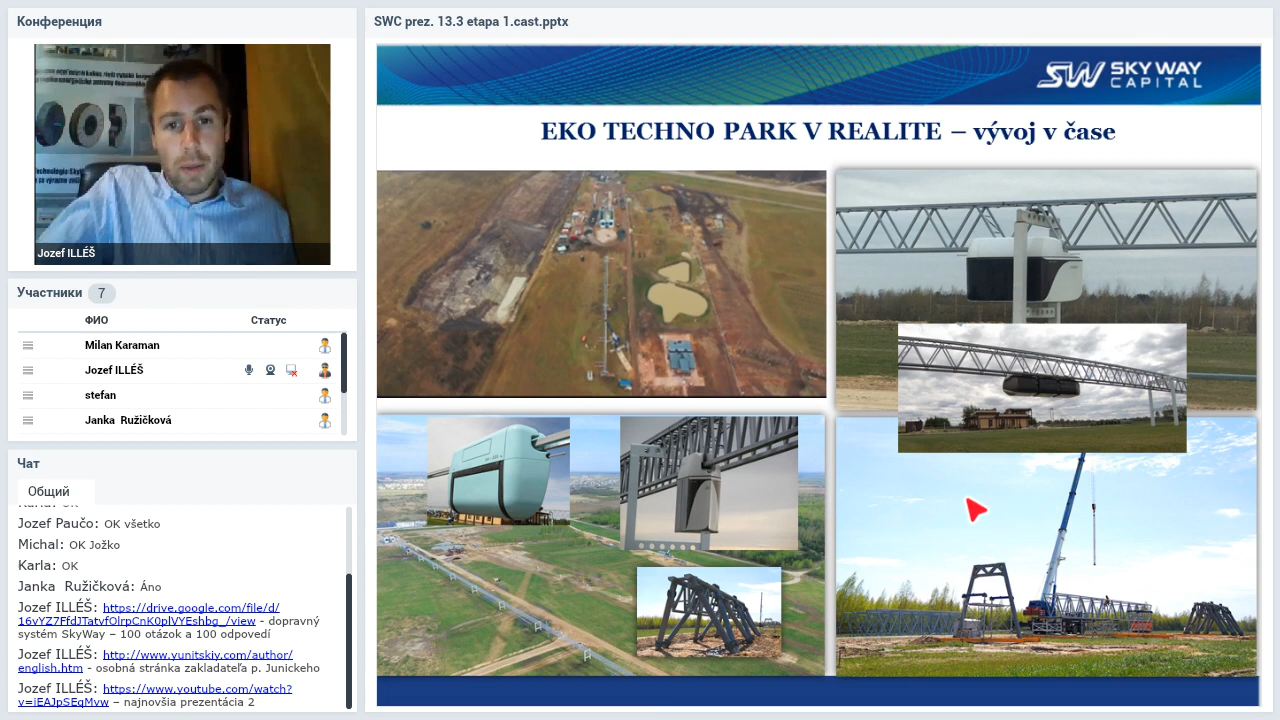 Конференция
Jozef ILLÉŠ
Участники 7
ФИО Статус
Milan Karaman
Jozef ILLÉŠ
stefan
Janka Ružičková
Чат
Общий
Karla: OK
Jozef Paučo: OK všetko
Michal: OK Jožko
Karla: OK
Janka Ružičková: Áno
Jozef ILLÉŠ: https://drive.google.com/file/d/
16vYZ7FfdJTatvfOlrpCnK0plVYEshbg_/view - dopravný
systém SkyWay – 100 otázok a 100 odpovedí
Jozef ILLÉŠ: http://www.yunitskiy.com/author/
english.htm - osobná stránka zakladateľa p. Junickeho
Jozef ILLÉŠ: https://www.youtube.com/watch?
v=jEAJpSEqMvw – najnovšia prezentácia 2
SWC prez. 13.3 etapa 1.cast.pptx
SW SKY WAY
CAPITAL
EKO TECHNO PARK V REALITE – vývoj v čase